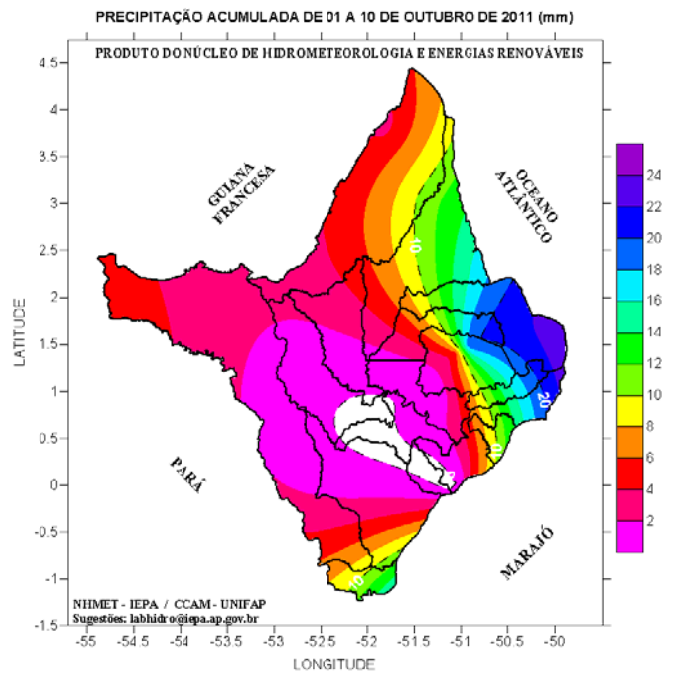 PRECIPITAÇÃO ACUMULADA DE 01 A 10 DE OUTUBRO DE 2011 (mm)
PRODUTO DO NÚCLEO DE HIDROMETEOROLOGIA E ENERGIAS RENOVÁVEIS
4.5
4
3.5
3
2.5
2
1.5
1
0.5
0
-0.5
-1
-1.5
LATITUDE
GUIANA
FRANCESA
OCEANO
ATLÂNTICO
PARÁ
MARAJÓ
10
20
10
0
10
24
22
20
18
16
14
12
10
8
6
4
2
NHMET - IEPA / CCAM - UNIFAP
Sugestões: labhidro@iepa.ap.gov.br
-55 -54.5 -54 -53.5 -53 -52.5 -52 -51.5 -51 -50.5 -50
LONGITUDE